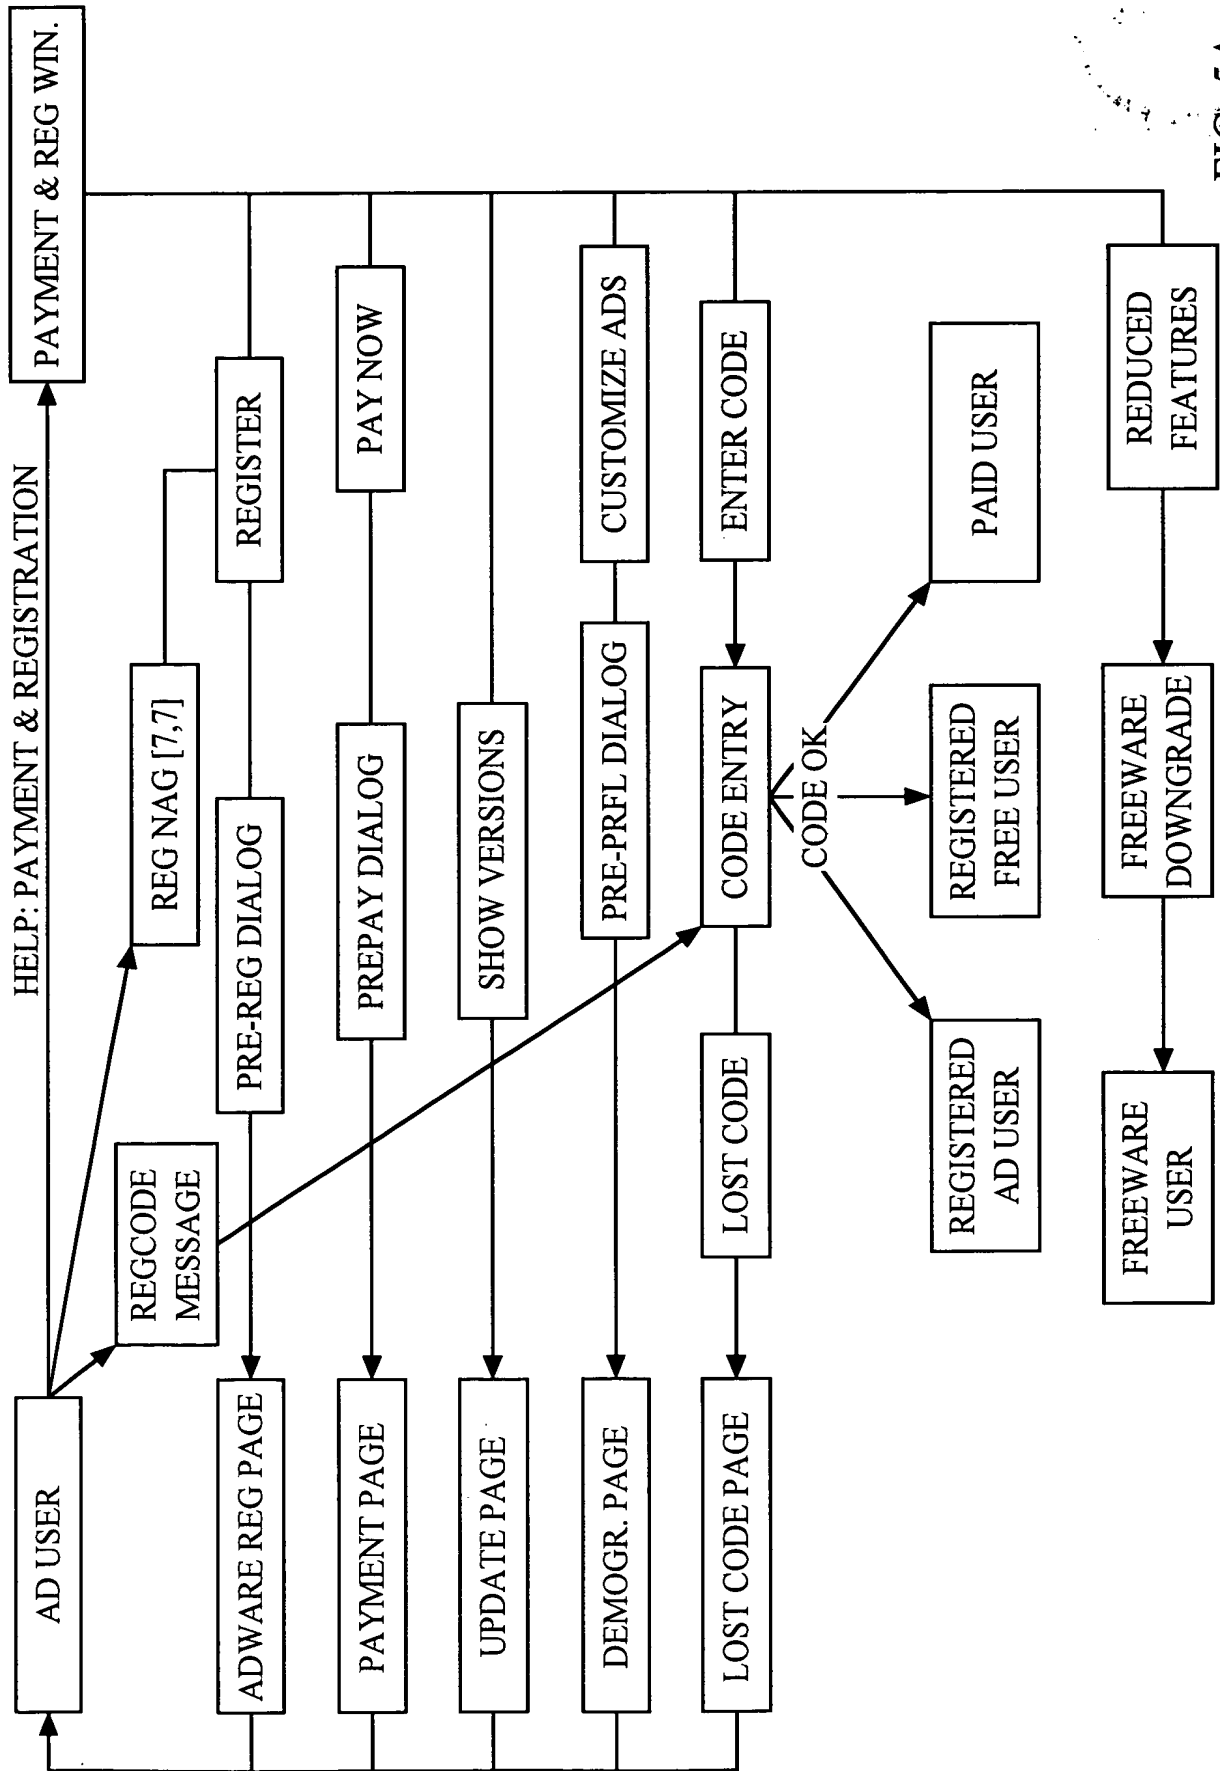 AD USER
HELP: PAYMENT & REGISTRATION
PAYMENT & REG WIN.
REGCODE
MESSAGE
REG NAG [7,7]
ADWARE REG PAGE
PRE-REG DIALOG
REGISTER
PAYMENT PAGE
PREPAY DIALOG
PAY NOW
UPDATE PAGE
SHOW VERSIONS
DEMOGR. PAGE
PRE-PRFL DIALOG
CUSTOMIZE ADS
LOST CODE PAGE
LOST CODE
CODE ENTRY
ENTER CODE
CODE OK
REGISTERED
AD USER
REGISTERED
FREE USER
PAID USER
FREEWARE
USER
FREEWARE
DOWNGRADE
REDUCED
FEATURES